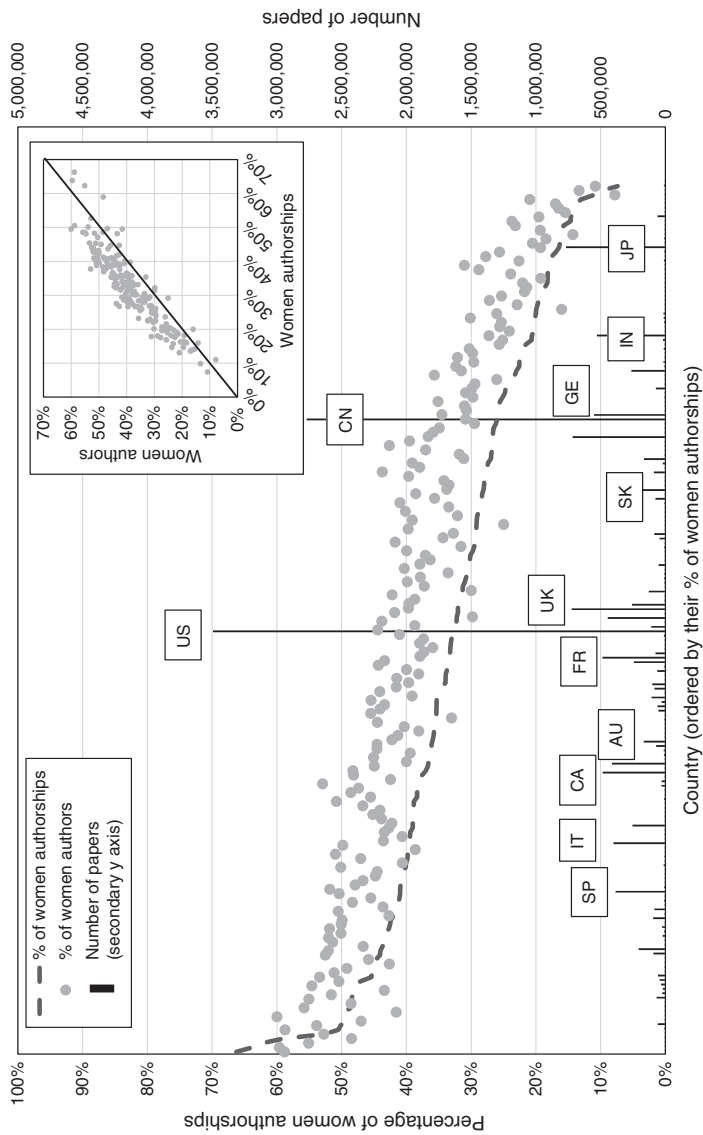 Percentage of women authorships
100%
90%
80%
70%
60%
50%
40%
30%
20%
10%
0%
% of women authorships
% of women authors
Number of papers
(secondary y axis)
SP
IT
CA
AU
FR
US
UK
SK
CN
GE
IN
JP
Women authors
70%
60%
50%
40%
30%
20%
10%
0%
0%
10%
20%
30%
40%
50%
60%
70%
Women authorships
5,000,000
4,500,000
4,000,000
3,500,000
3,000,000
2,500,000
2,000,000
1,500,000
1,000,000
500,000
0
Number of papers
Country (ordered by their % of women authorships)